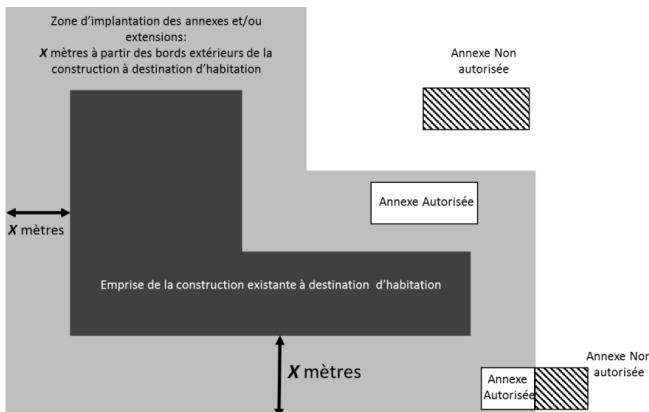 Zone d'implantation des annexes et/ou
extensions:
X mètres à partir des bords extérieurs de la
construction à destination d'habitation
Annexe Non
autorisée
Annexe Autorisée
X mètres
Emprise de la construction existante à destination d'habitation
X mètres
Annexe Non
autorisée
Annexe
Autorisée